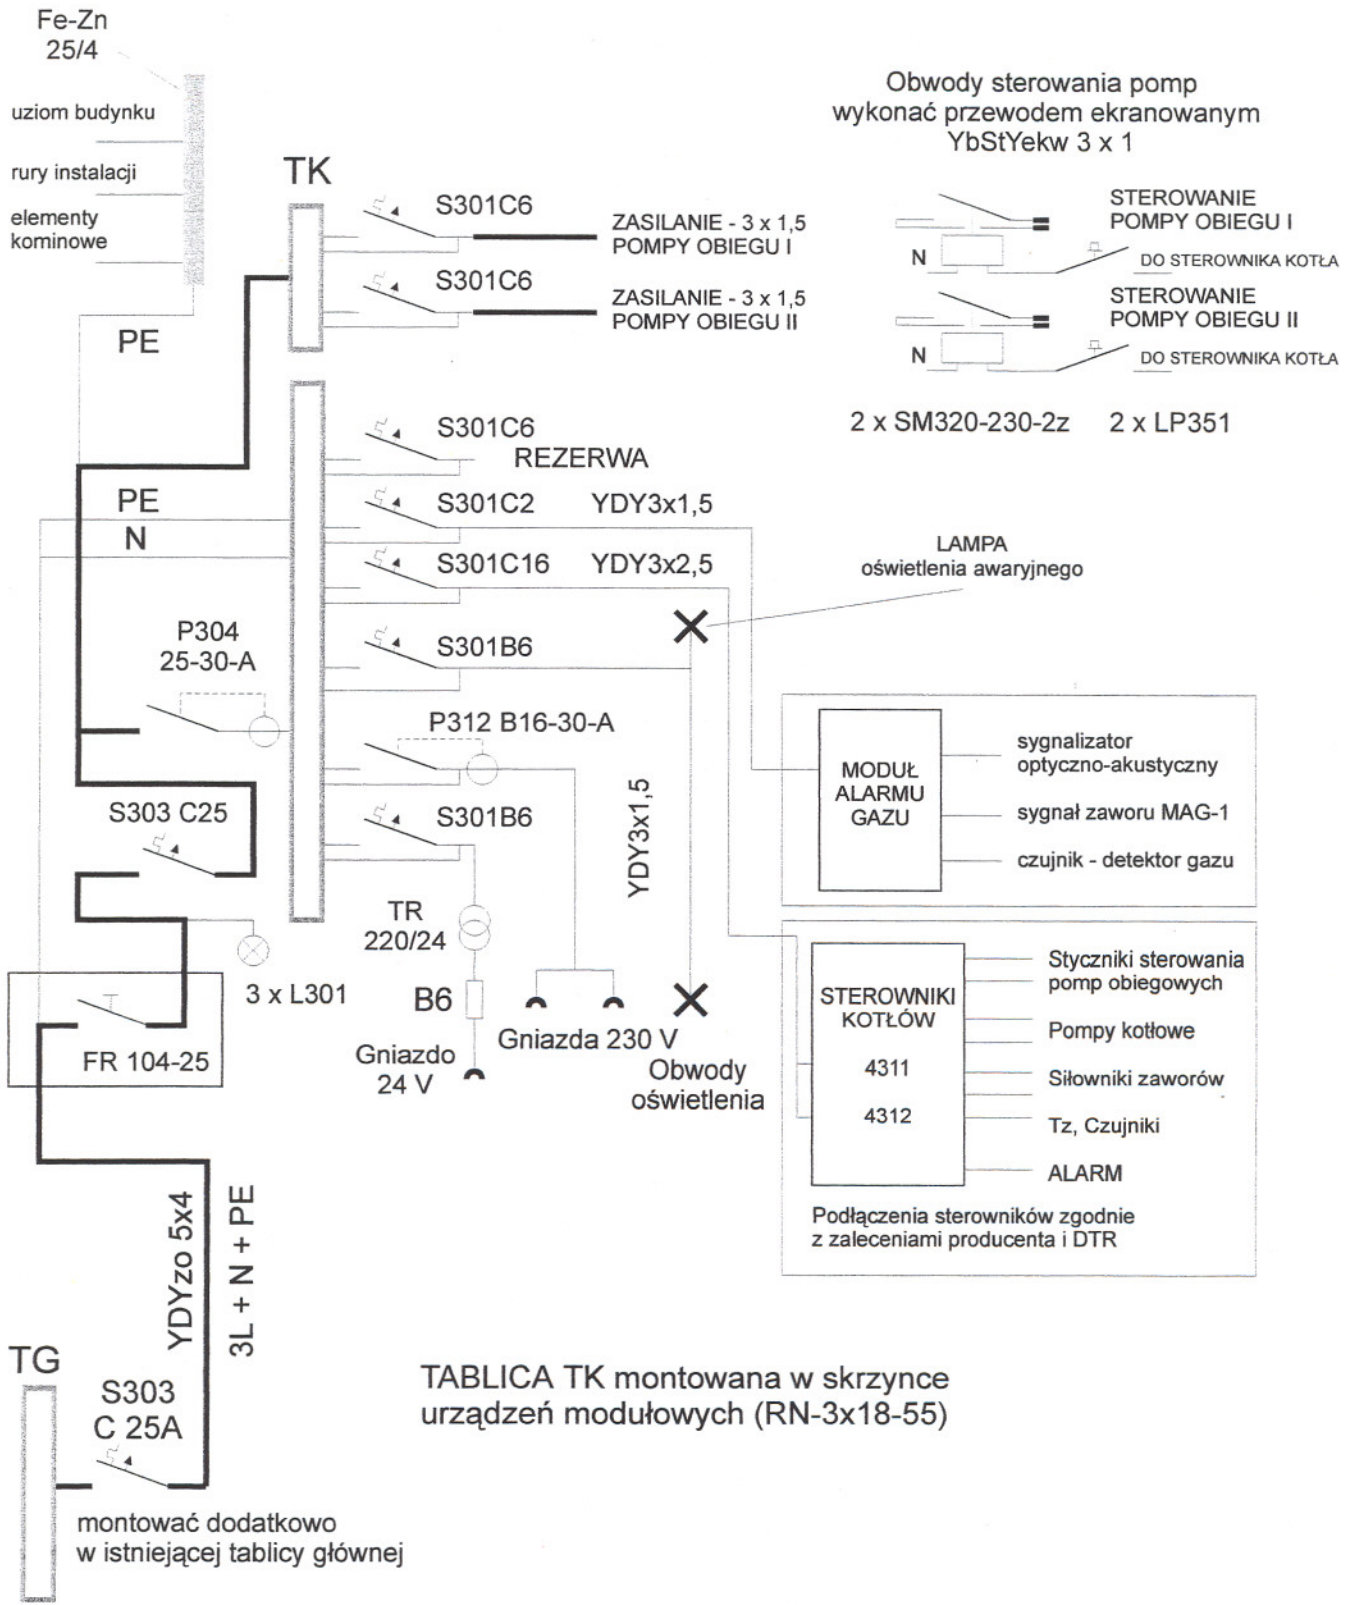 Fe-Zn
25/4
uziom budynku
rury instalacji
elementy
kominowe
PE
TK
S301C6
ZASILANIE - 3 x 1,5
POMPY OBIEGU I
S301C6
ZASILANIE - 3 x 1,5
POMPY OBIEGU II
Obwody sterowania pomp
wykonać przewodem ekranowanym
YbStYekw 3 x 1
STEROWANIE
POMPY OBIEGU I
N
DO STEROWNIKA KOTŁA
STEROWANIE
POMPY OBIEGU II
N
DO STEROWNIKA KOTŁA
2 x SM320-230-2z
2 x LP351
S301C6
REZERWA
PE
N
S301C2
YDY3x1,5
S301C16
YDY3x2,5
LAMPA
oświetlenia awaryjnego
P304
25-30-A
S301B6
P312 B16-30-A
S303 C25
S301B6
YDY3x1,5
MODUŁ
ALARMU
GAZU
sygnalizator
optyczno-akustyczny
sygnał zaworu MAG-1
czujnik - detektor gazu
TR
220/24
3 x L301
B6
Gniazda 230 V
Gniazdo
24 V
Obwody
oświetlenia
FR 104-25
STEROWNIKI
KOTŁÓW
4311
4312
Styczniki sterowania
pomp obiegowych
Pompy kotłowe
Siłowniki zaworów
Tz, Czujniki
ALARM
Podłączenia sterowników zgodnie
z zaleceniami producenta i DTR
YDYzo 5x4
3L + N + PE
TG
S303
C 25A
TABLICA TK montowana w skrzynce
urządzeń modułowych (RN-3x18-55)
montować dodatkowo
w istniejącej tablicy głównej